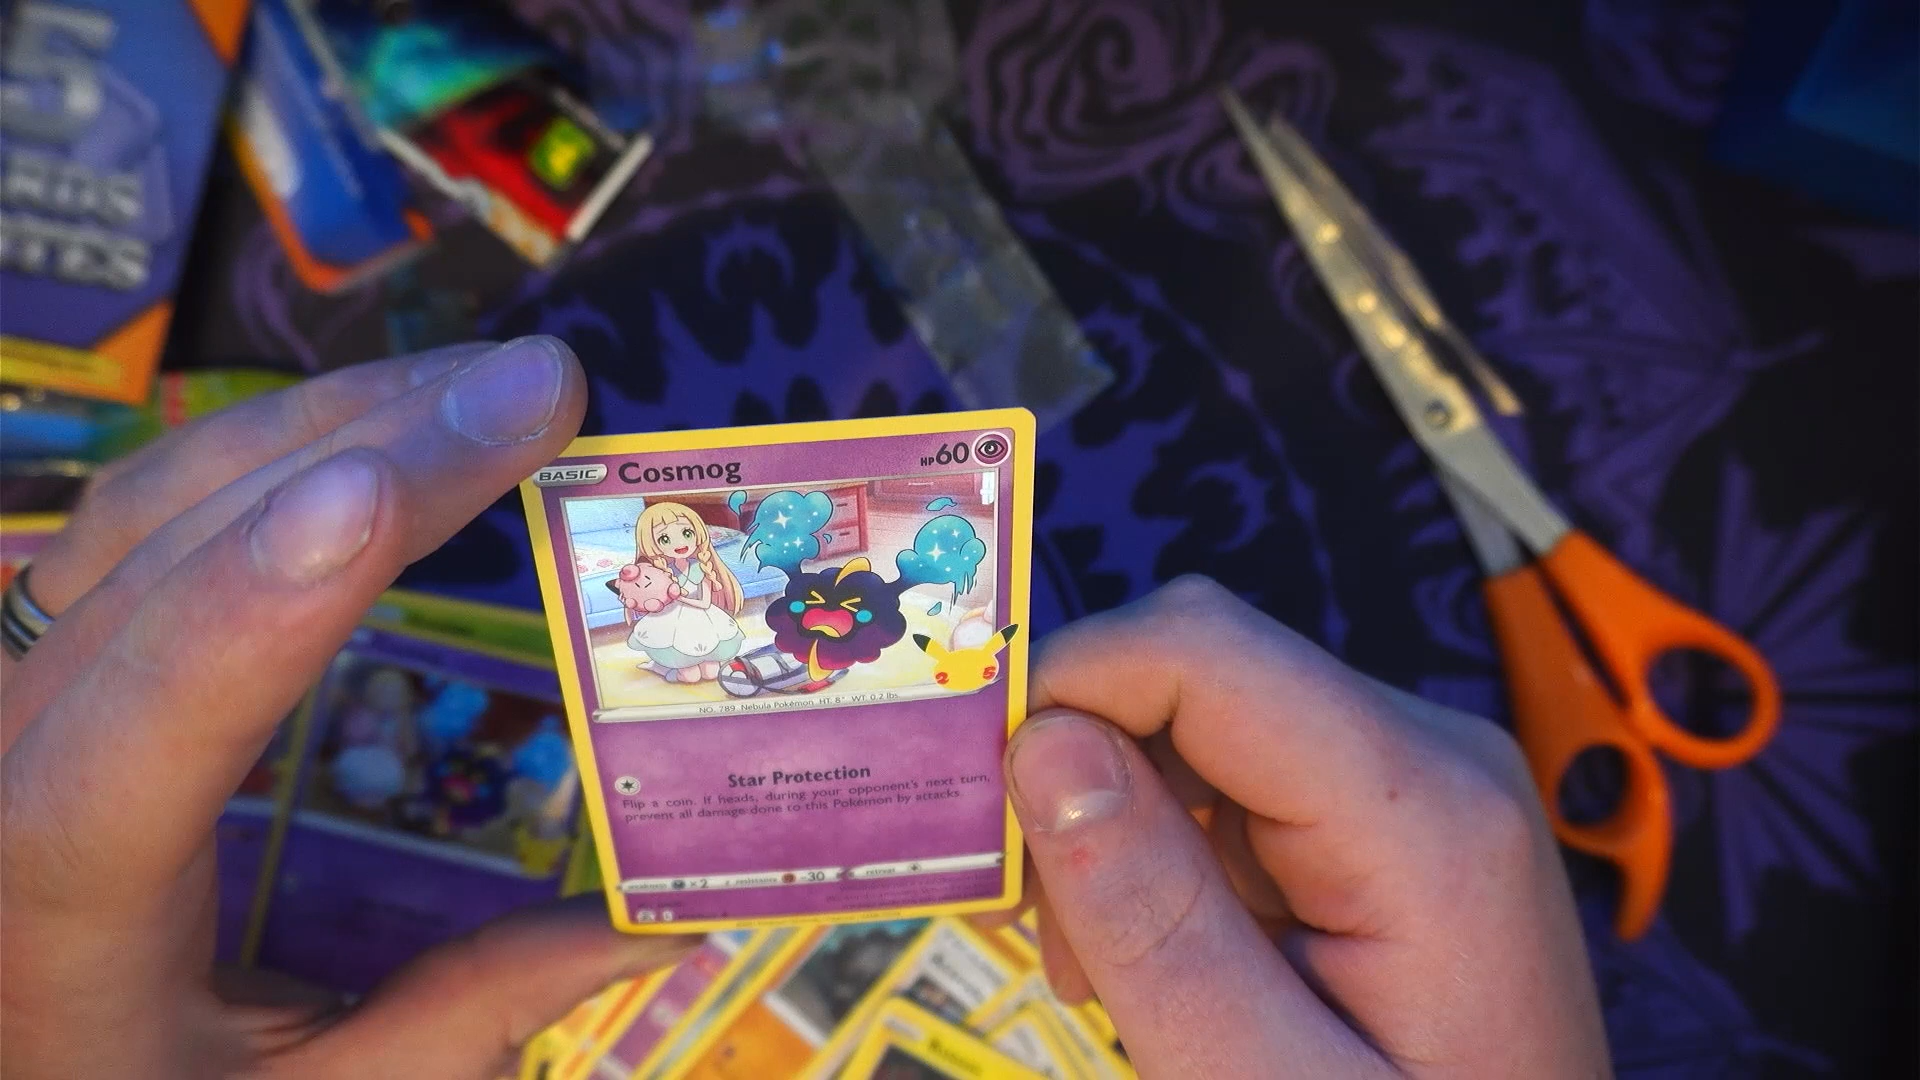 5
BASIC Cosmog HP 60
25
NO. 789 Nebula Pokémon HT: 8" WT: 0.2 lbs.
Star Protection
Flip a coin. If heads, during your opponent's next turn,
prevent all damage done to this Pokémon by attacks.
weakness ×2 resistance -30 retreat